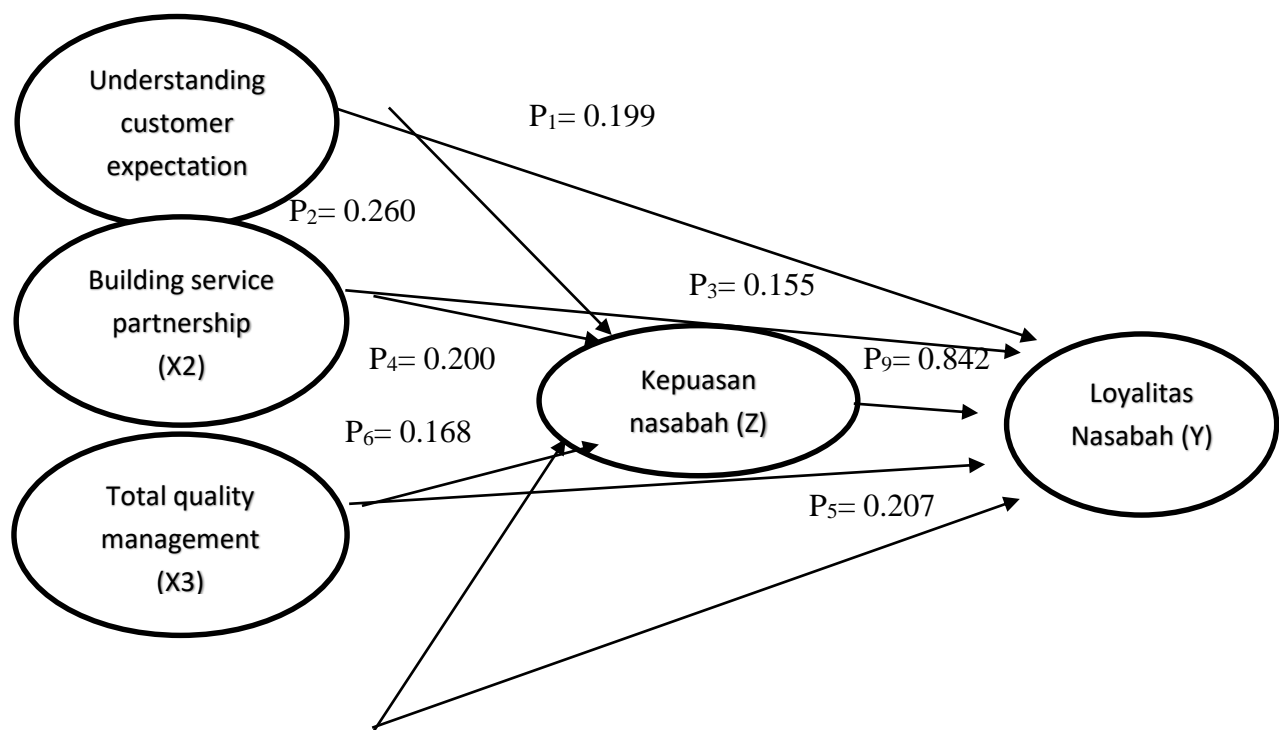 Understanding
customer
expectation
P₁= 0.199
P₂= 0.260
Building service
partnership
(X2)
P₃= 0.155
P₄= 0.200
Kepuasan
nasabah (Z)
P₉= 0.842
Loyalitas
Nasabah (Y)
P₆= 0.168
Total quality
management
(X3)
P₅= 0.207